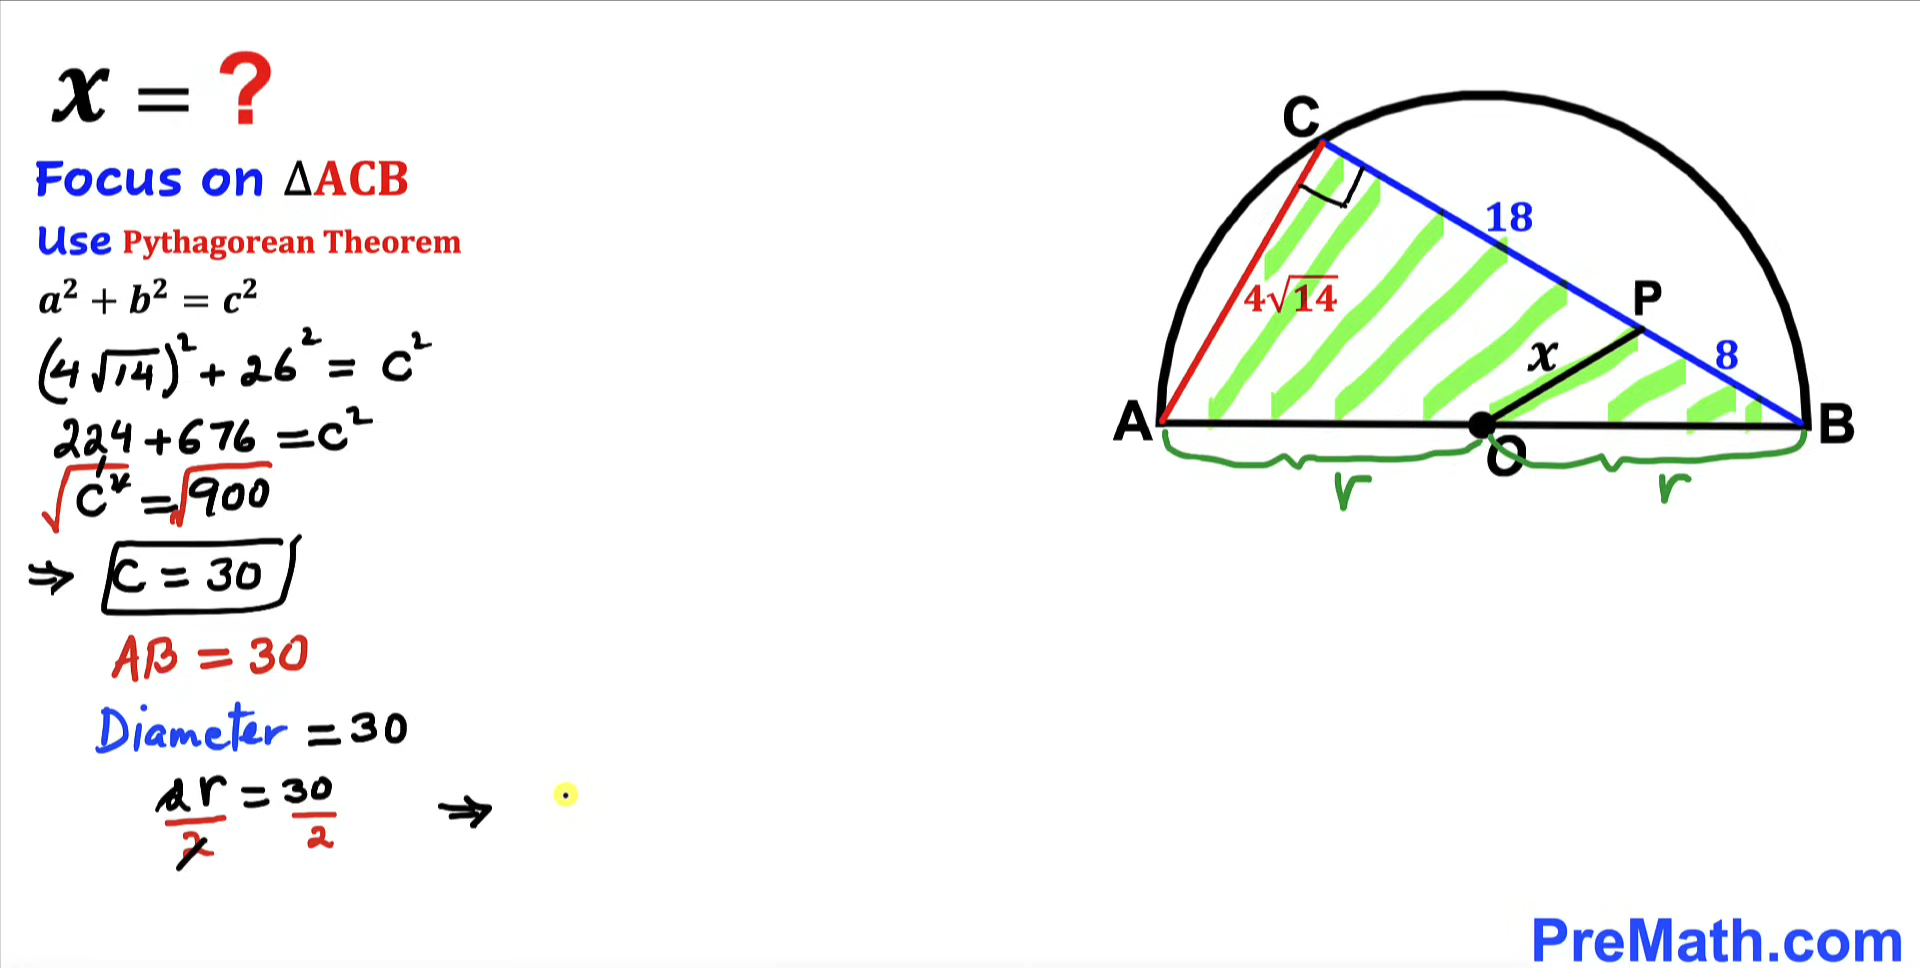 x = ?
Focus on ΔACB
Use Pythagorean Theorem
a² + b² = c²
(4√14)² + 26² = c²
224 + 676 = c²
√c² = √900
⇒ c = 30
AB = 30
Diameter = 30
2r/2 = 30/2 ⇒
C
18
4√14
P
x
8
A
O
B
r
r
PreMath.com